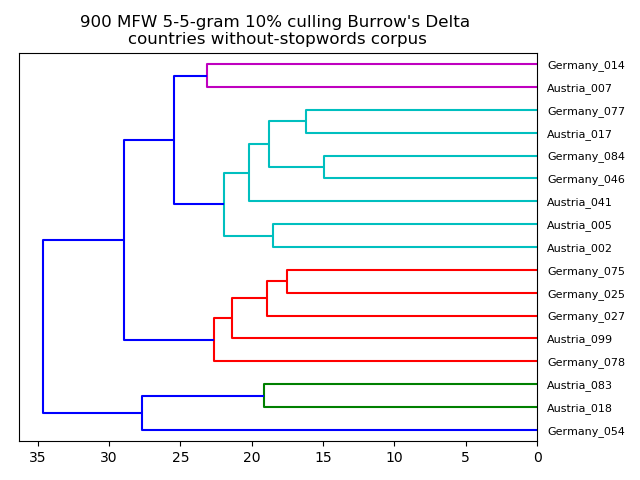 900 MFW 5-5-gram 10% culling Burrow's Delta
countries without-stopwords corpus
Germany_014
Austria_007
Germany_077
Austria_017
Germany_084
Germany_046
Austria_041
Austria_005
Austria_002
Germany_075
Germany_025
Germany_027
Austria_099
Germany_078
Austria_083
Austria_018
Germany_054
35 30 25 20 15 10 5 0